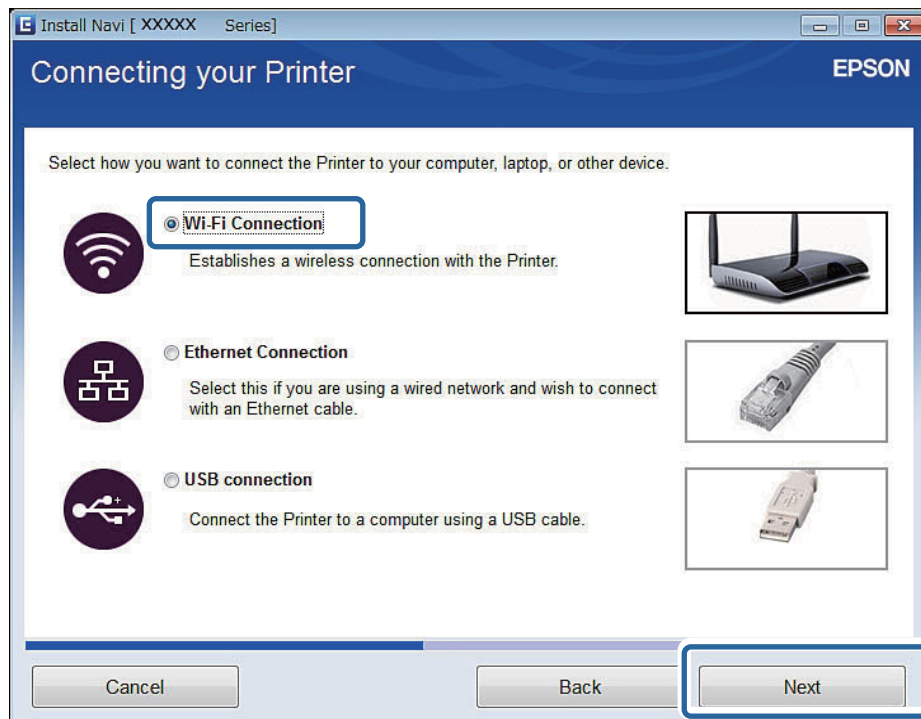 Install Navi [ XXXXX Series]
Connecting your Printer
EPSON
Select how you want to connect the Printer to your computer, laptop, or other device.
Wi-Fi Connection
Establishes a wireless connection with the Printer.
Ethernet Connection
Select this if you are using a wired network and wish to connect
with an Ethernet cable.
USB connection
Connect the Printer to a computer using a USB cable.
Cancel
Back
Next